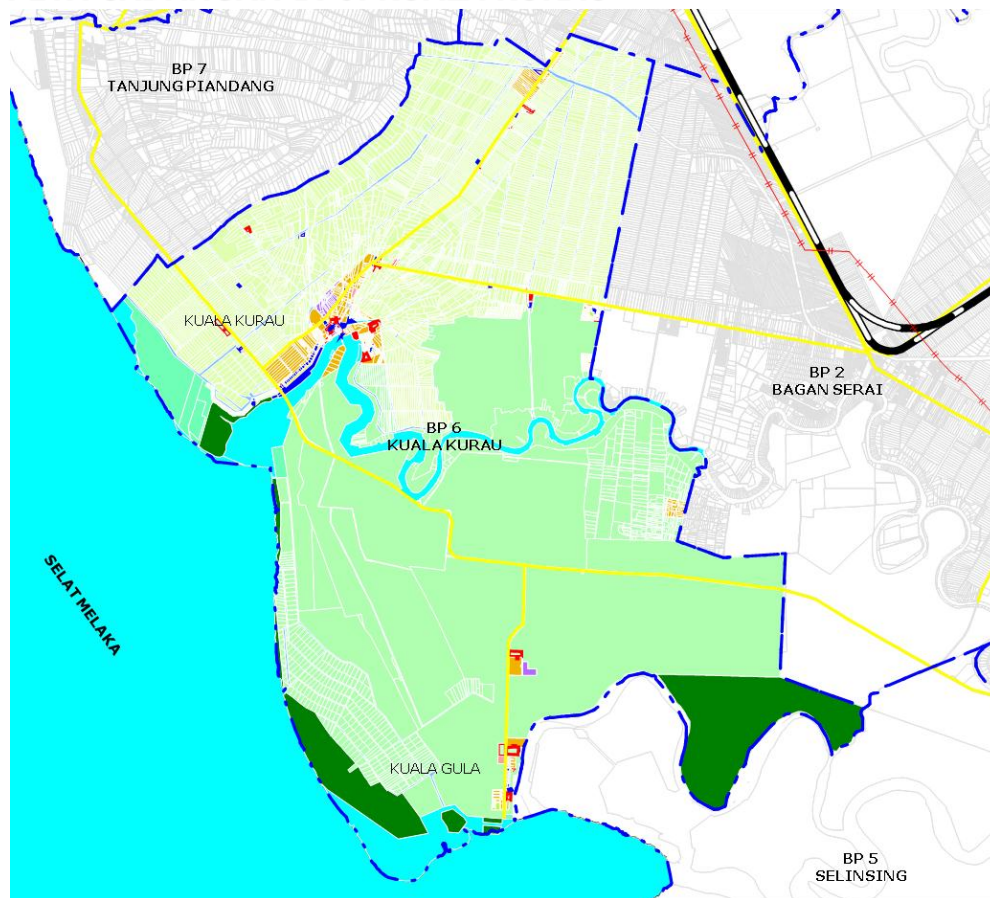 BP 7
TANJUNG PIANDANG
KUALA KURAU
BP 2
BAGAN SERAI
BP 6
KUALA KURAU
SELAT MELAKA
KUALA GULA
BP 5
SELINSING